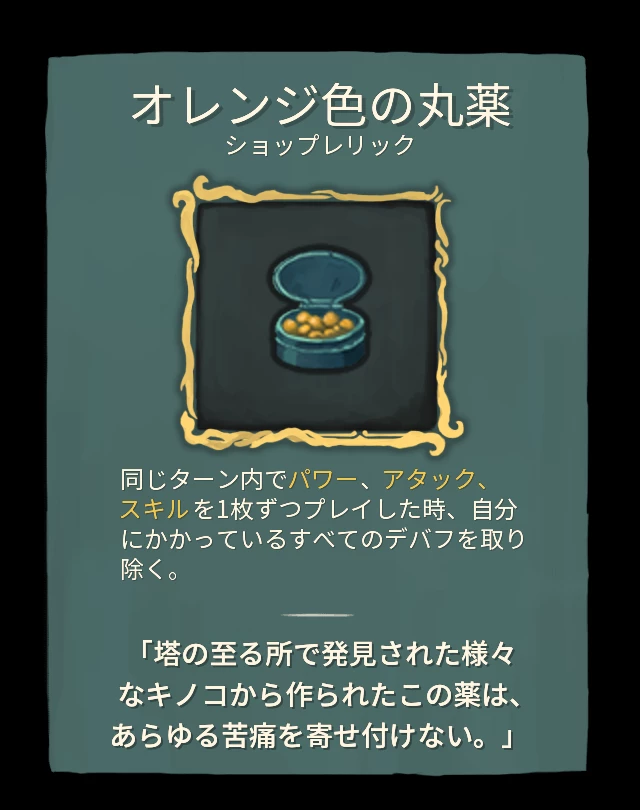 オレンジ色の丸薬
ショップレリック
同じターン内でパワー、アタック、
スキルを1枚ずつプレイした時、自分
にかかっているすべてのデバフを取り
除く。
「塔の至る所で発見された様々
なキノコから作られたこの薬は、
あらゆる苦痛を寄せ付けない。」